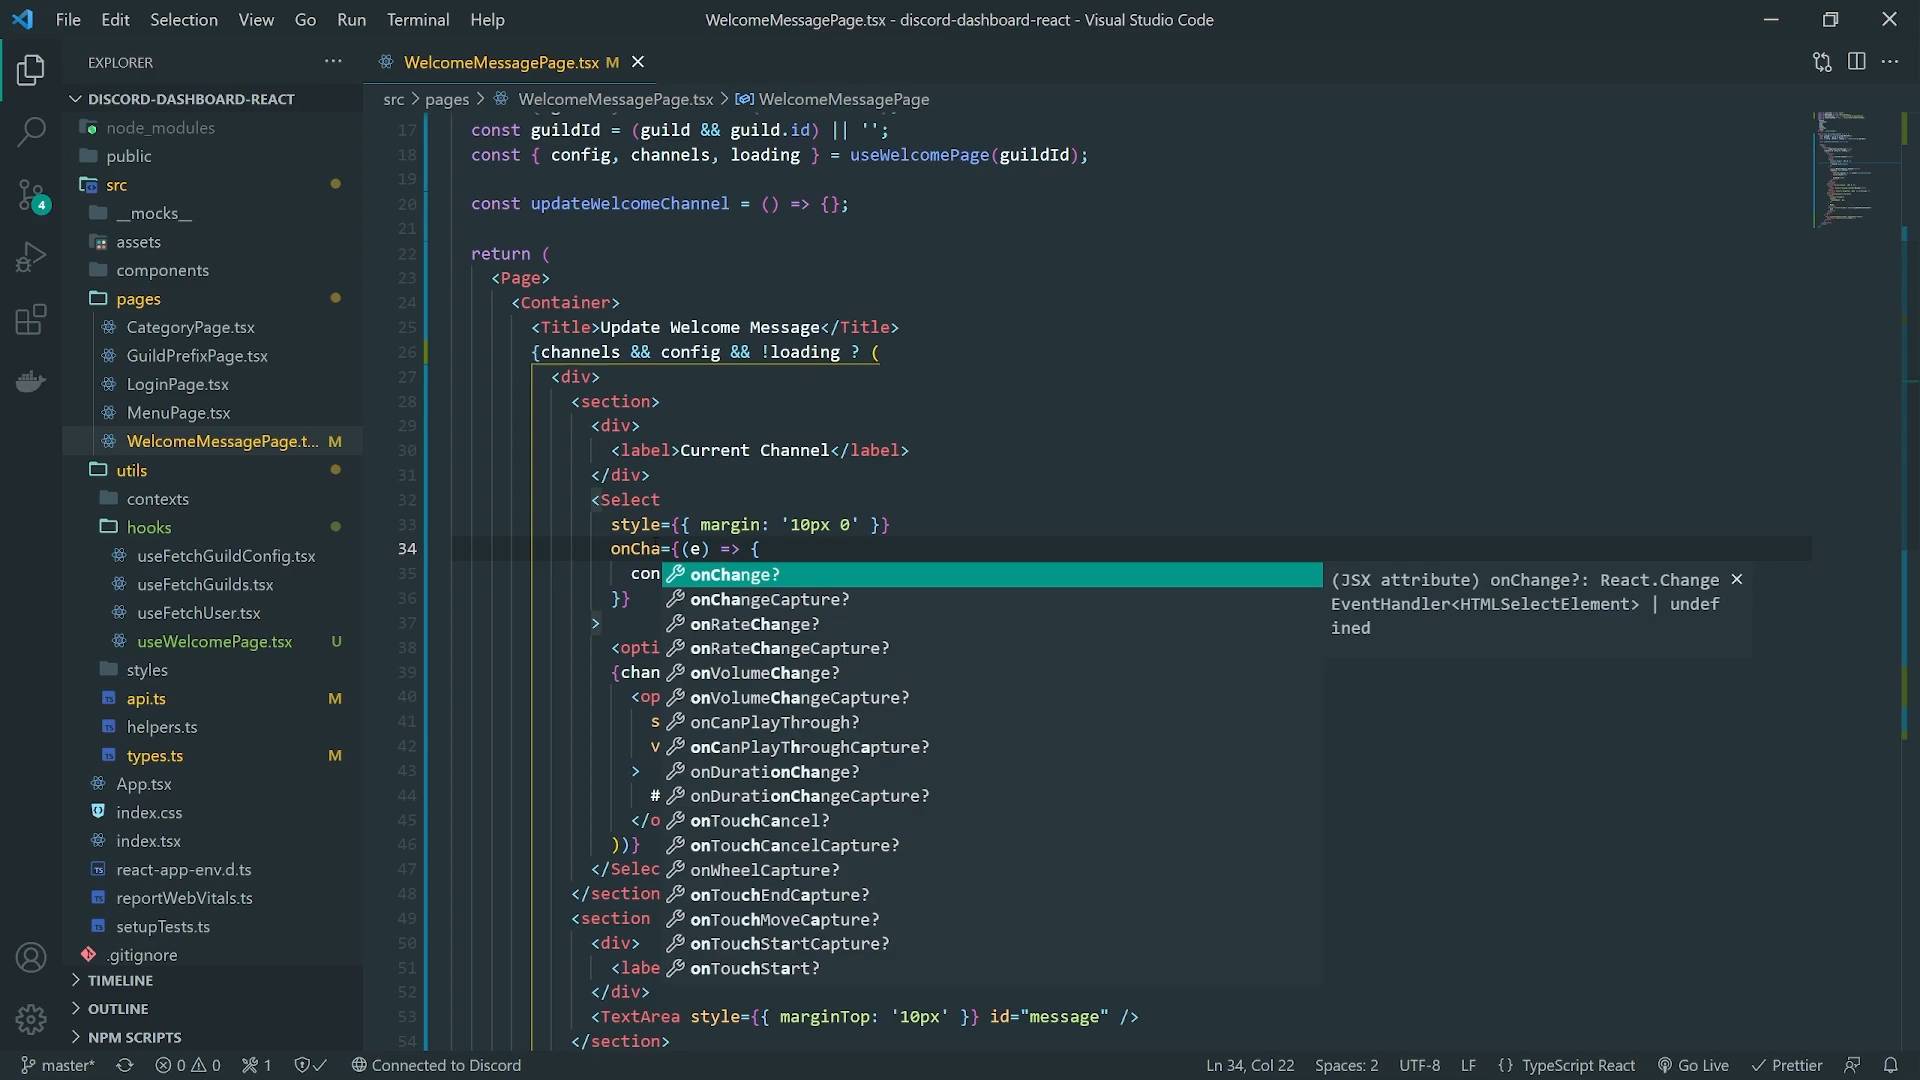 File Edit Selection View Go Run Terminal Help
WelcomeMessagePage.tsx - discord-dashboard-react - Visual Studio Code
EXPLORER
DISCORD-DASHBOARD-REACT
node_modules
public
src
__mocks__
assets
components
pages
CategoryPage.tsx
GuildPrefixPage.tsx
LoginPage.tsx
MenuPage.tsx
WelcomeMessagePage.t... M
utils
contexts
hooks
useFetchGuildConfig.tsx
useFetchGuilds.tsx
useFetchUser.tsx
useWelcomePage.tsx U
styles
api.ts M
helpers.ts
types.ts M
App.tsx
index.css
index.tsx
react-app-env.d.ts
reportWebVitals.ts
setupTests.ts
.gitignore
TIMELINE
OUTLINE
NPM SCRIPTS
4
WelcomeMessagePage.tsx M
src > pages > WelcomeMessagePage.tsx > WelcomeMessagePage
17 const guildId = (guild && guild.id) || '';
18 const { config, channels, loading } = useWelcomePage(guildId);
19
20 const updateWelcomeChannel = () => {};
21
22 return (
23 <Page>
24 <Container>
25 <Title>Update Welcome Message</Title>
26 {channels && config && !loading ? (
27 <div>
28 <section>
29 <div>
30 <label>Current Channel</label>
31 </div>
32 <Select
33 style={{ margin: '10px 0' }}
34 onCha={(e) => {
35 con
36 }}
37 >
38 <opti
39 {chan
40 <op
41 s
42 v
43 >
44 #
45 </o
46 ))}
47 </Selec
48 </section
49 <section
50 <div>
51 <labe
52 </div>
53 <TextArea style={{ marginTop: '10px' }} id="message" />
54 </section>
onChange?
onChangeCapture?
onRateChange?
onRateChangeCapture?
onVolumeChange?
onVolumeChangeCapture?
onCanPlayThrough?
onCanPlayThroughCapture?
onDurationChange?
onDurationChangeCapture?
onTouchCancel?
onTouchCancelCapture?
onWheelCapture?
onTouchEndCapture?
onTouchMoveCapture?
onTouchStartCapture?
onTouchStart?
(JSX attribute) onChange?: React.Change
EventHandler<HTMLSelectElement> | undef
ined
master* 0 0 1 Connected to Discord Ln 34, Col 22 Spaces: 2 UTF-8 LF {} TypeScript React Go Live Prettier